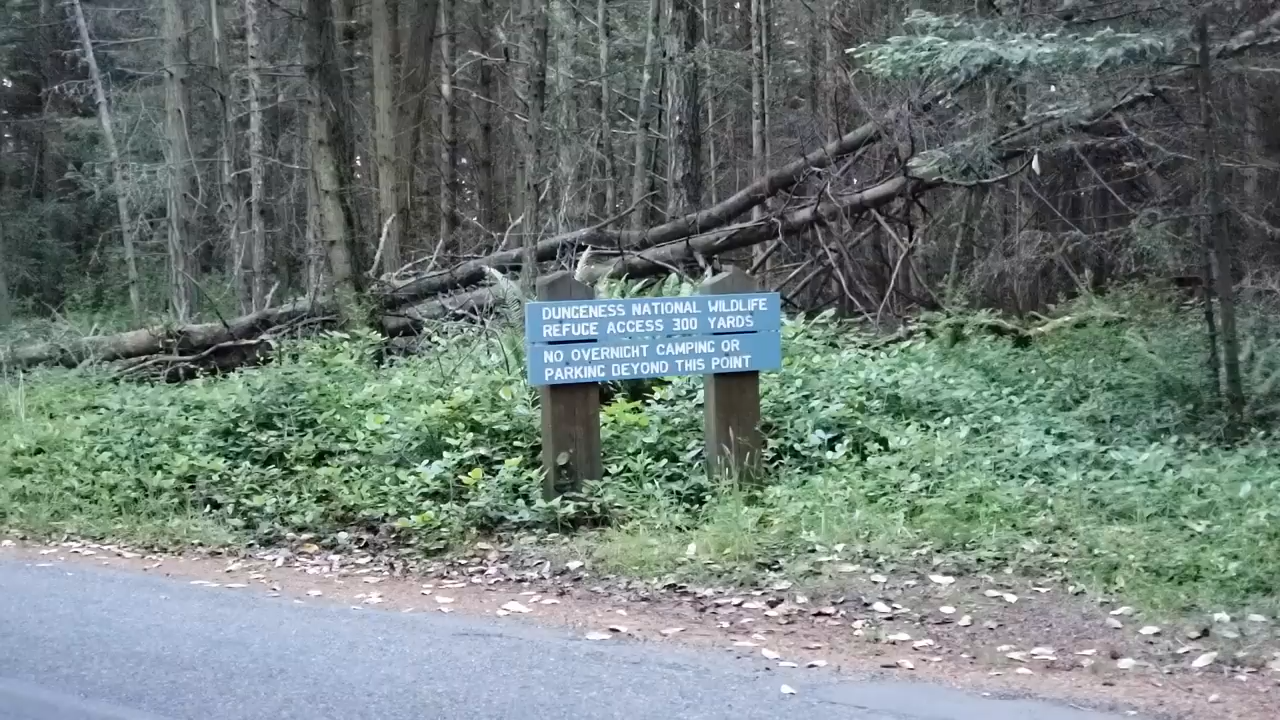 DUNGENESS NATIONAL WILDLIFE
REFUGE ACCESS 300 YARDS
NO OVERNIGHT CAMPING OR
PARKING BEYOND THIS POINT